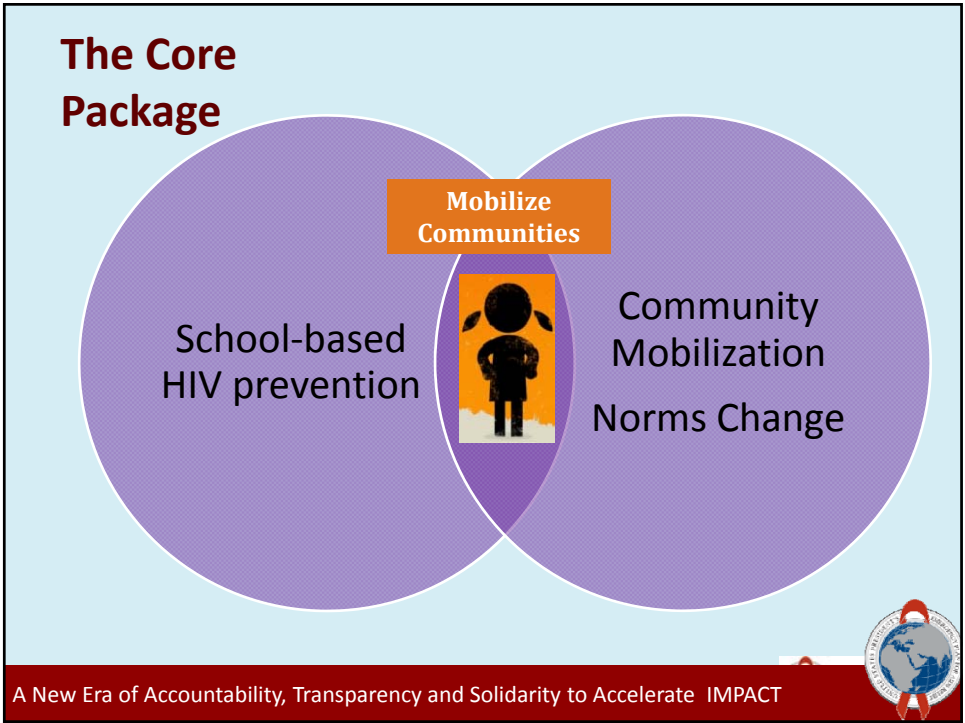 The Core
Package
Mobilize
Communities
School-based
HIV prevention
Community
Mobilization
Norms Change
A New Era of Accountability, Transparency and Solidarity to Accelerate IMPACT